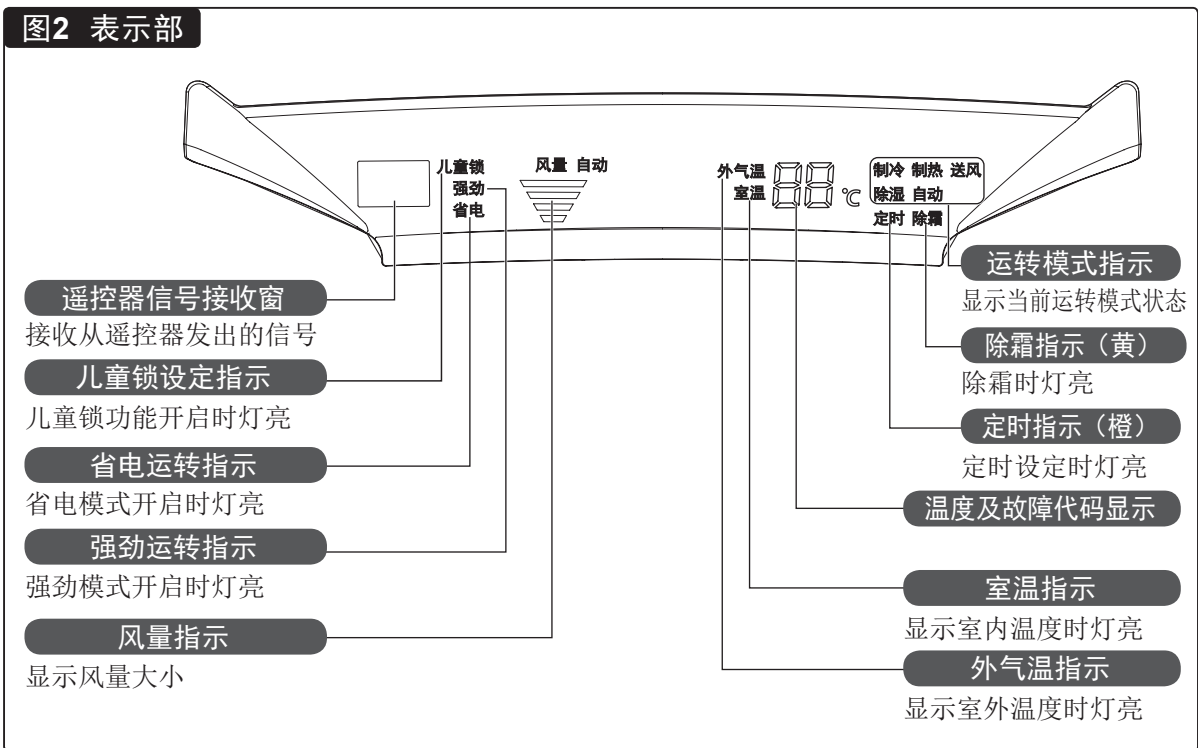 图2 表示部
儿童锁
强劲
省电
风量 自动
外气温
室温
88℃
制冷 制热 送风
除湿 自动
定时 除霜
遥控器信号接收窗
接收从遥控器发出的信号
儿童锁设定指示
儿童锁功能开启时灯亮
省电运转指示
省电模式开启时灯亮
强劲运转指示
强劲模式开启时灯亮
风量指示
显示风量大小
运转模式指示
显示当前运转模式状态
除霜指示（黄）
除霜时灯亮
定时指示（橙）
定时设定时灯亮
温度及故障代码显示
室温指示
显示室内温度时灯亮
外气温指示
显示室外温度时灯亮